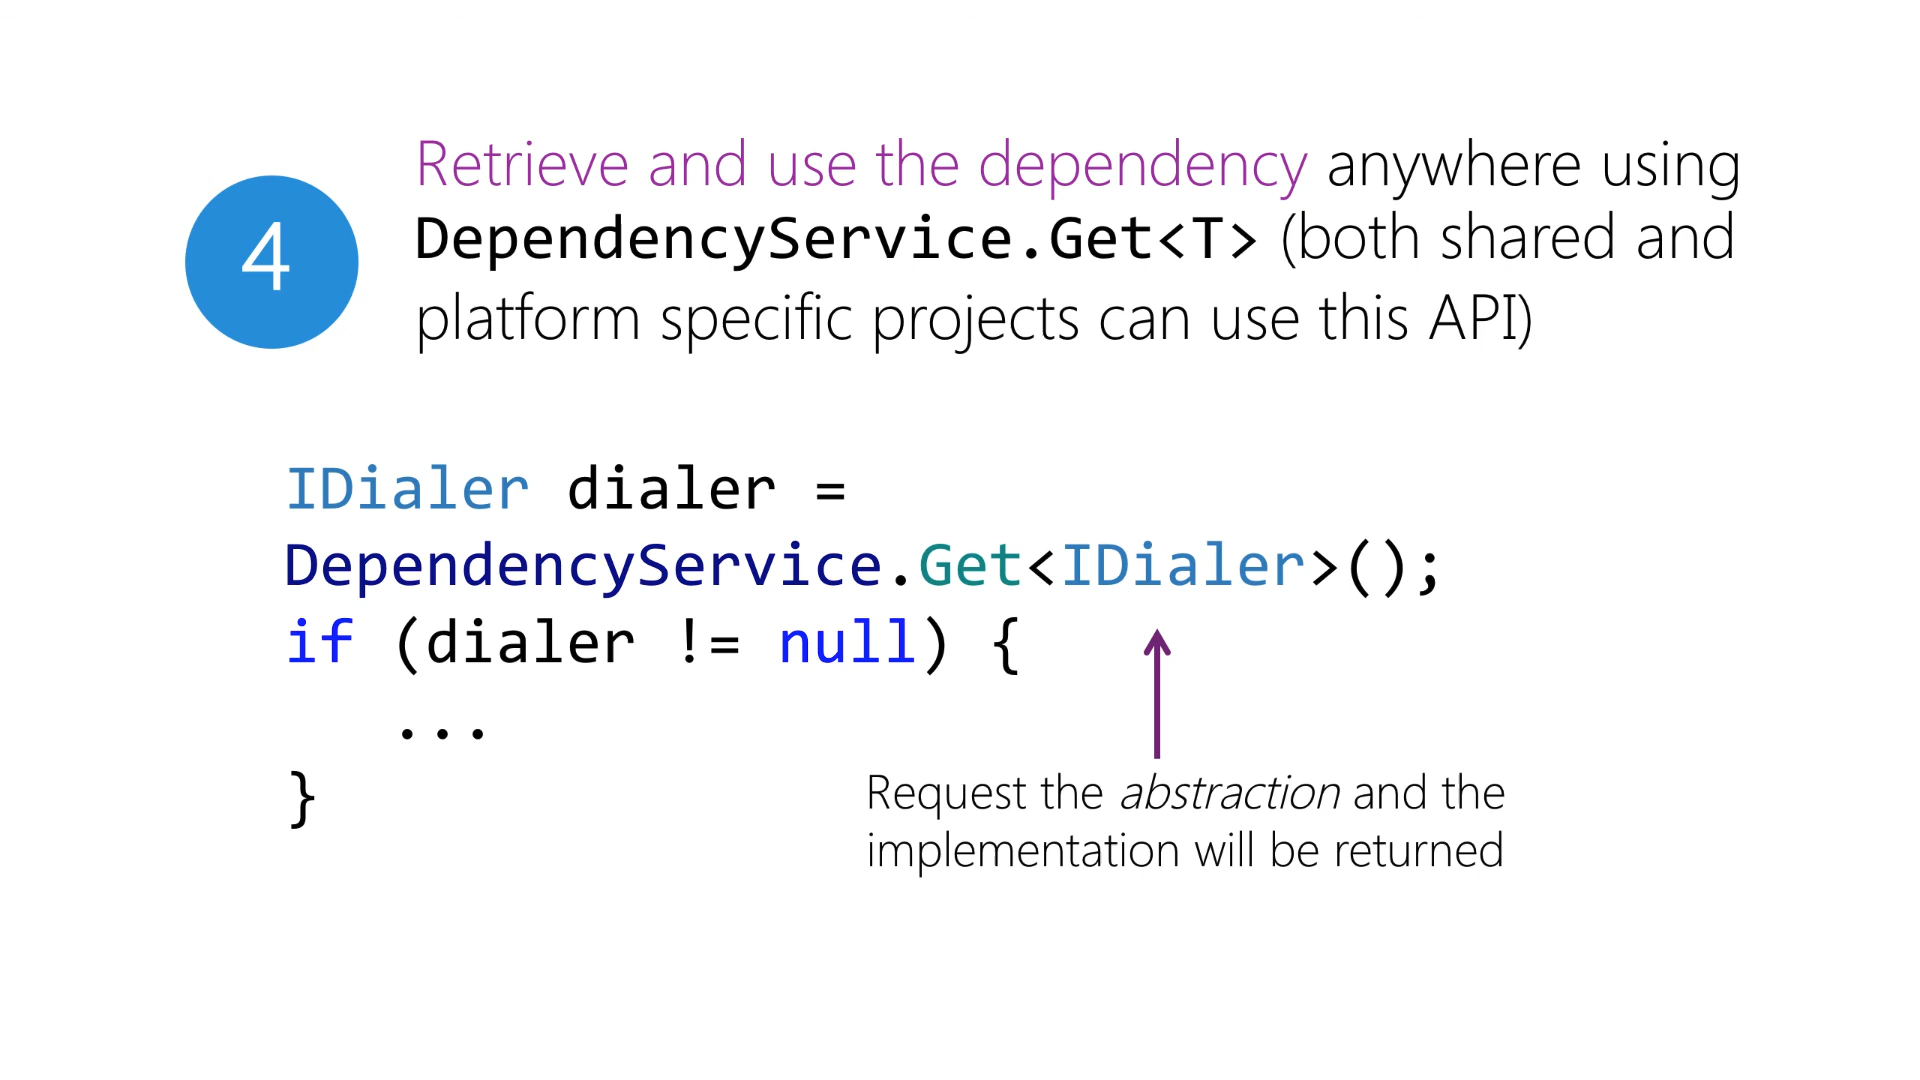 4
Retrieve and use the dependency anywhere using
DependencyService.Get<T> (both shared and
platform specific projects can use this API)
IDialer dialer =
DependencyService.Get<IDialer>();
if (dialer != null) {
...
}
Request the abstraction and the
implementation will be returned